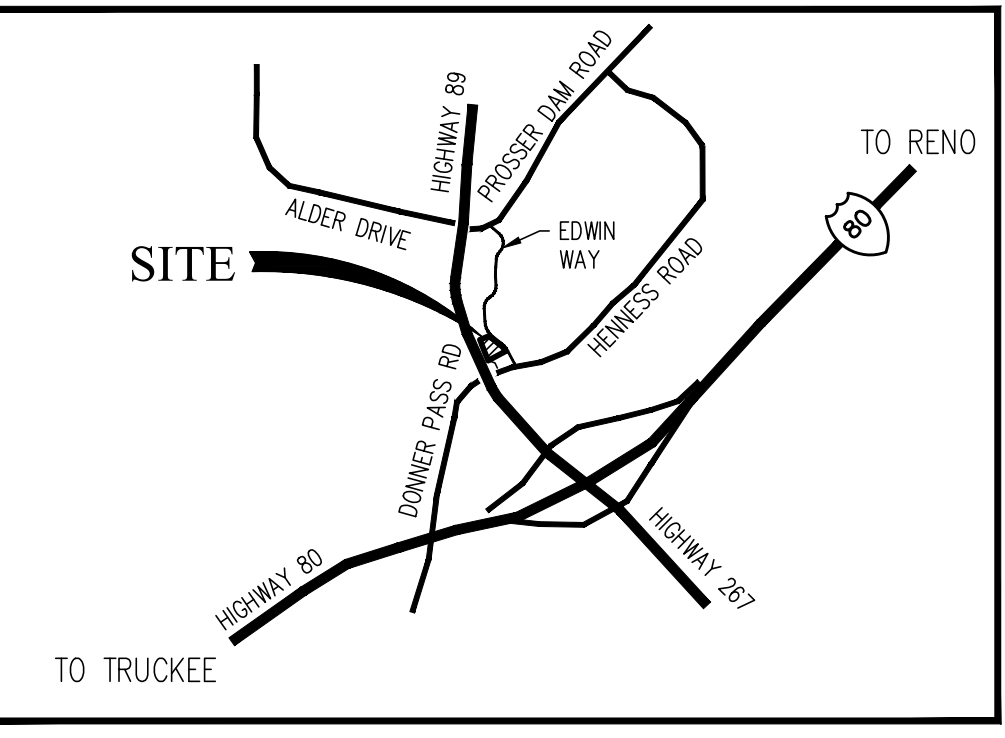 HIGHWAY 89
PROSSER DAM ROAD
TO RENO
80
ALDER DRIVE
EDWIN
WAY
SITE
HENNESS ROAD
DONNER PASS RD
HIGHWAY 80
HIGHWAY 267
TO TRUCKEE